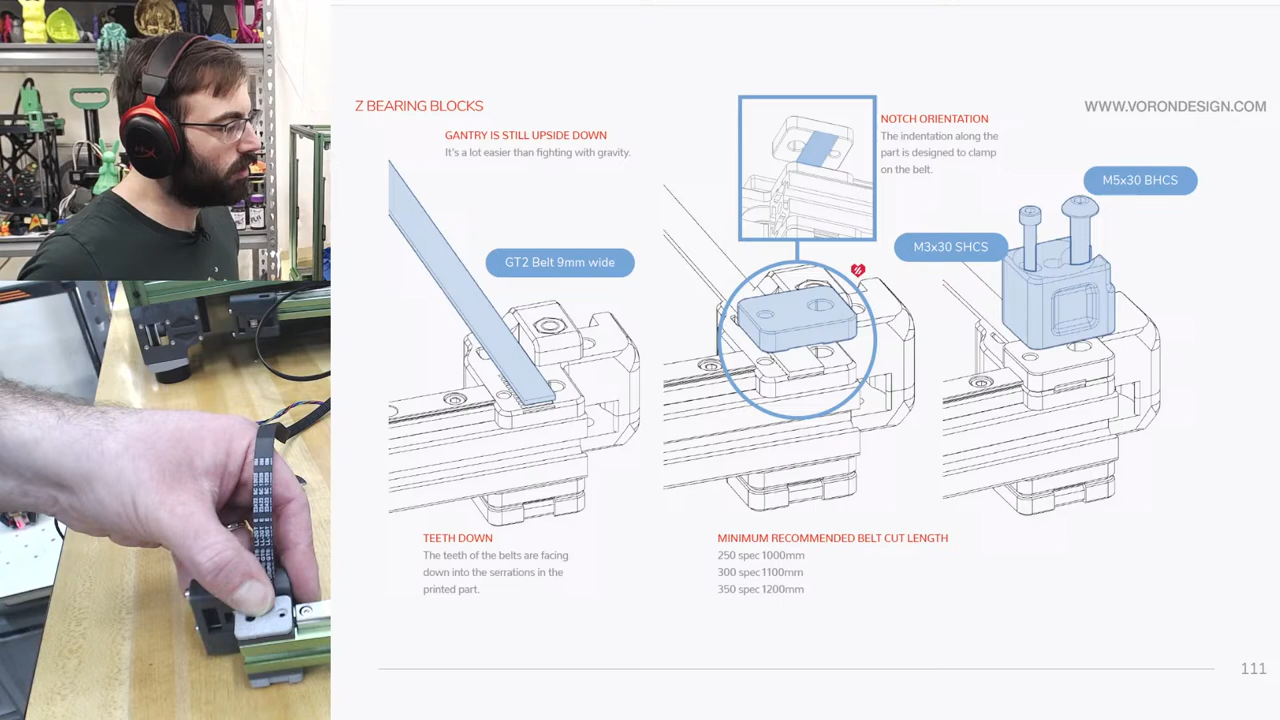 Z BEARING BLOCKS
WWW.VORONDESIGN.COM
GANTRY IS STILL UPSIDE DOWN
It's a lot easier than fighting with gravity.
NOTCH ORIENTATION
The indentation along the
part is designed to clamp
on the belt.
M5x30 BHCS
M3x30 SHCS
GT2 Belt 9mm wide
TEETH DOWN
The teeth of the belts are facing
down into the serrations in the
printed part.
MINIMUM RECOMMENDED BELT CUT LENGTH
250 spec 1000mm
300 spec 1100mm
350 spec 1200mm
111